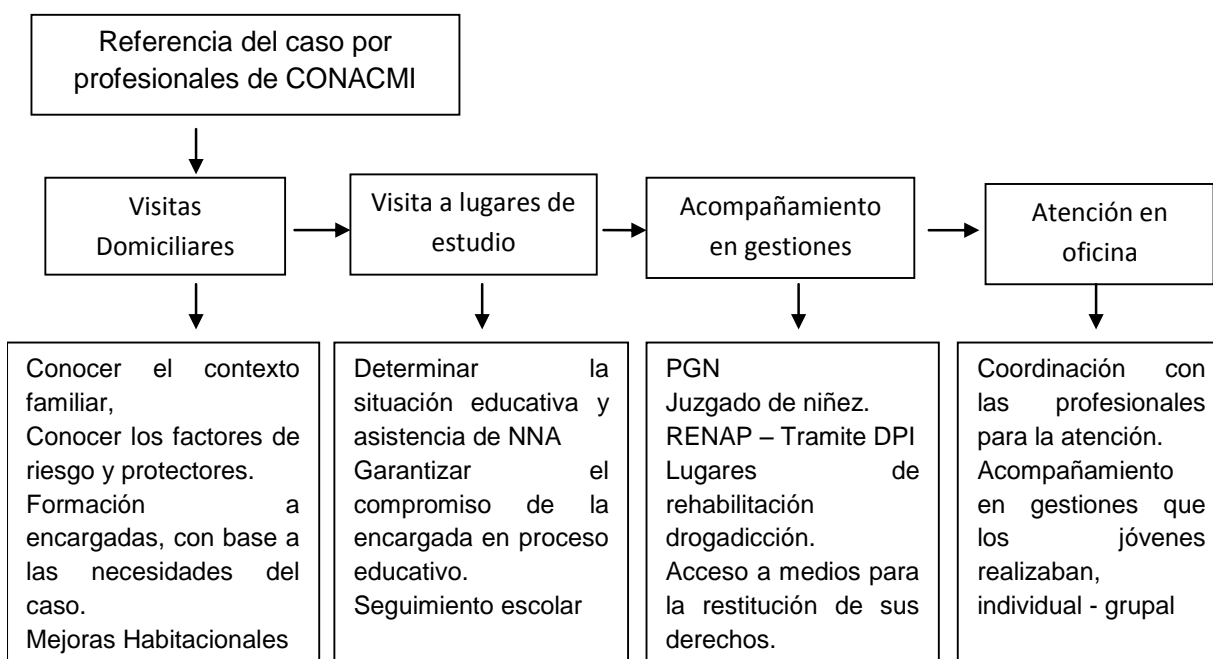 Referencia del caso por
profesionales de CONACMI
Visitas
Domiciliares
Visita a lugares de
estudio
Acompañamiento
en gestiones
Atención en
oficina
Conocer el contexto
familiar,
Conocer los factores de
riesgo y protectores.
Formación a
encargadas, con base a
las necesidades del
caso.
Mejoras Habitacionales
Determinar la
situación educativa y
asistencia de NNA
Garantizar el
compromiso de la
encargada en proceso
educativo.
Seguimiento escolar
PGN
Juzgado de niñez.
RENAP – Tramite DPI
Lugares de
rehabilitación
drogadicción.
Acceso a medios para
la restitución de sus
derechos.
Coordinación con
las profesionales
para la atención.
Acompañamiento
en gestiones que
los jóvenes
realizaban,
individual - grupal